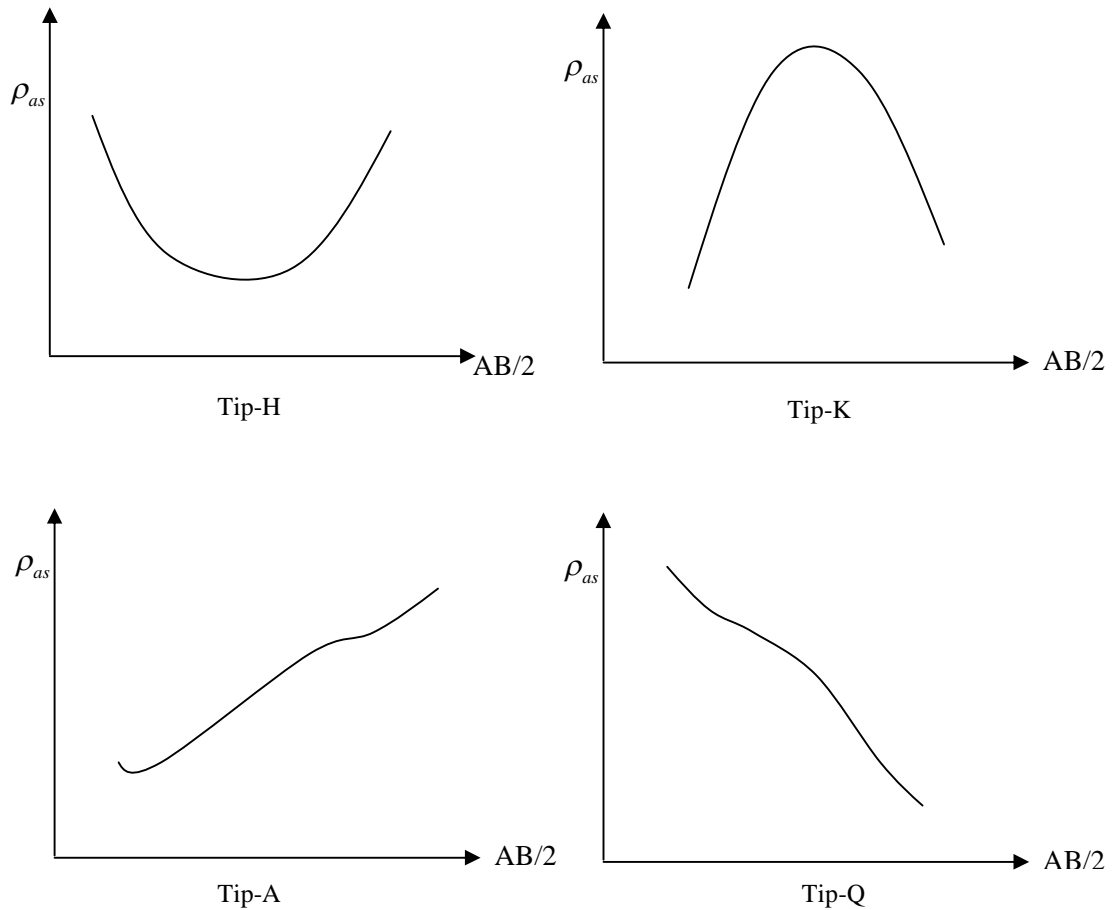 ρas
AB/2
Tip-H
ρas
AB/2
Tip-K
ρas
AB/2
Tip-A
ρas
AB/2
Tip-Q